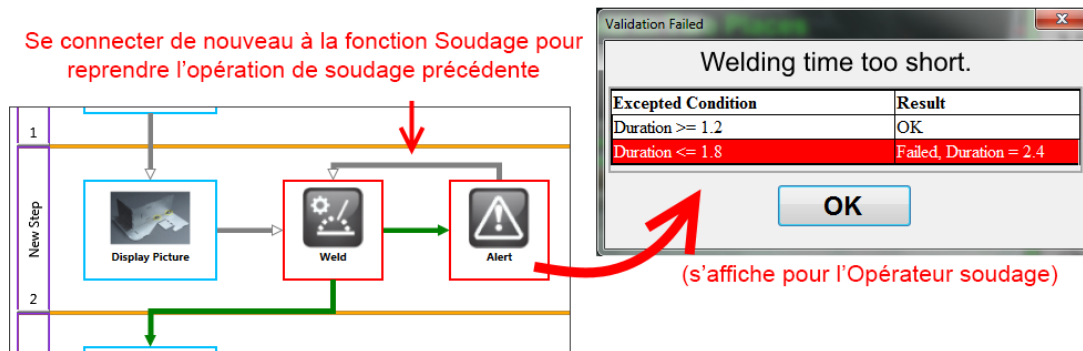 Se connecter de nouveau à la fonction Soudage pour
reprendre l'opération de soudage précédente
1
New Step
2
Display Picture
Weld
Alert
Validation Failed
Welding time too short.
Excepted Condition Result
Duration >= 1.2 OK
Duration <= 1.8 Failed, Duration = 2.4
OK
(s'affiche pour l'Opérateur soudage)